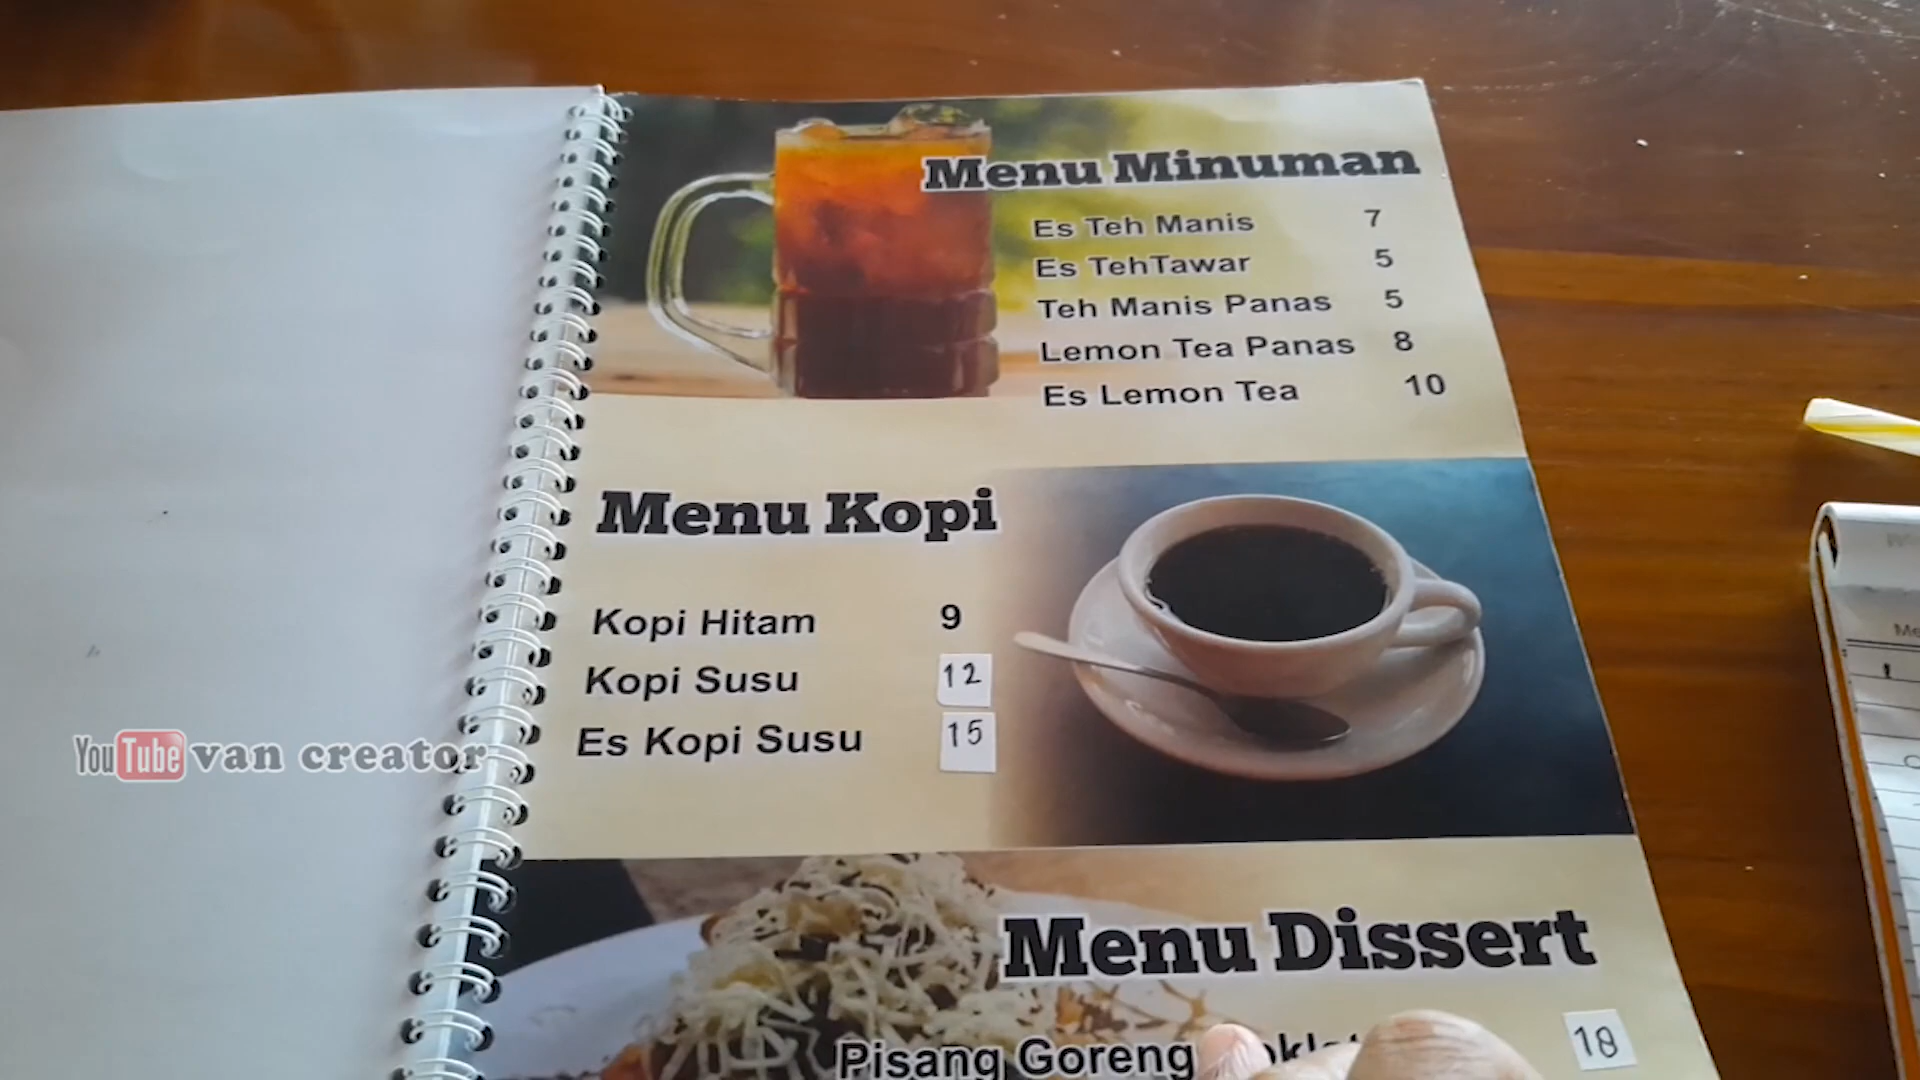 Menu Minuman
Es Teh Manis 7
Es TehTawar 5
Teh Manis Panas 5
Lemon Tea Panas 8
Es Lemon Tea 10
Menu Kopi
Kopi Hitam 9
Kopi Susu 12
Es Kopi Susu 15
YouTube van creator
Menu Dissert
Pisang Goreng 18